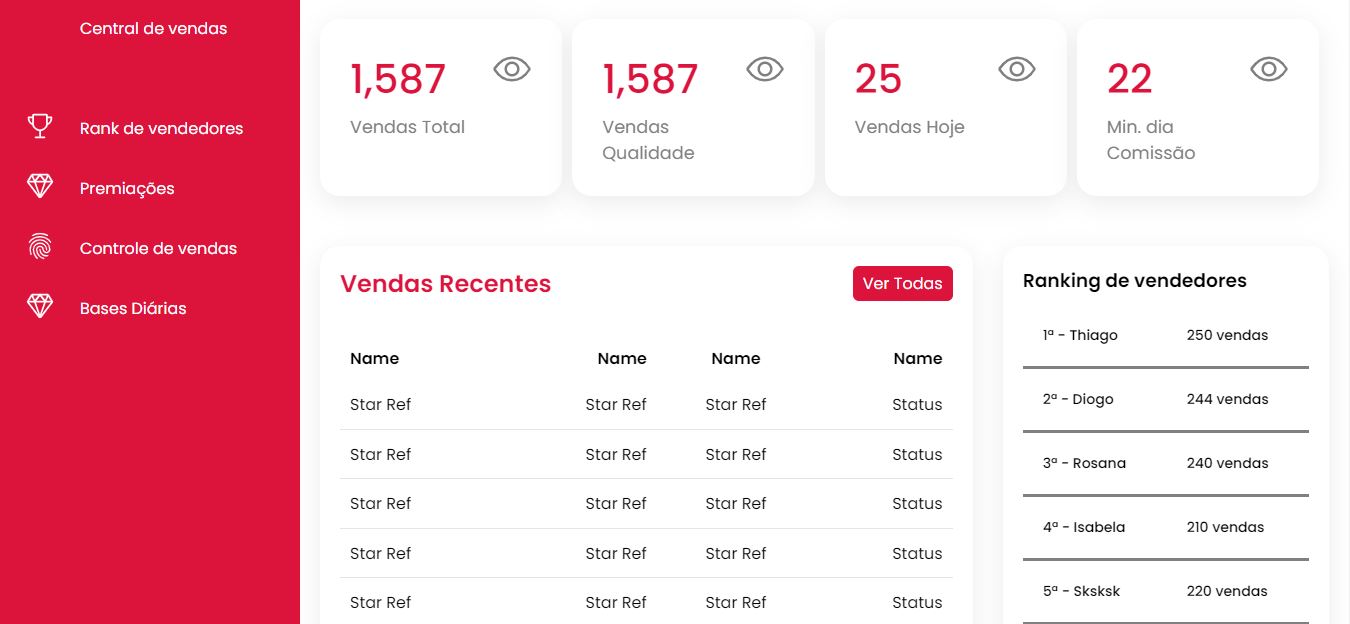 Central de vendas
Rank de vendedores
Premiações
Controle de vendas
Bases Diárias
1,587
Vendas Total
1,587
Vendas
Qualidade
25
Vendas Hoje
22
Min. dia
Comissão
Vendas Recentes
Ver Todas
Name Name Name Name
Star Ref Star Ref Star Ref Status
Star Ref Star Ref Star Ref Status
Star Ref Star Ref Star Ref Status
Star Ref Star Ref Star Ref Status
Star Ref Star Ref Star Ref Status
Ranking de vendedores
1ª - Thiago 250 vendas
2ª - Diogo 244 vendas
3ª - Rosana 240 vendas
4ª - Isabela 210 vendas
5ª - Sksksk 220 vendas